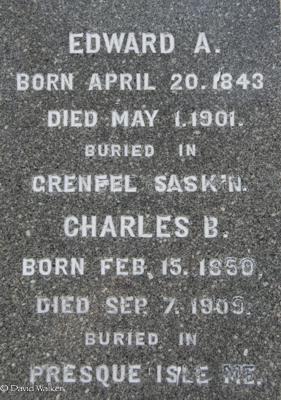 EDWARD A.
BORN APRIL 20.1843
DIED MAY 1.1901.
BURIED IN
GRENFEL SASK'N.
CHARLES B.
BORN FEB. 15. 1850.
DIED SEP. 7. 1905.
BURIED IN
PRESQUE ISLE ME.
© David Walker